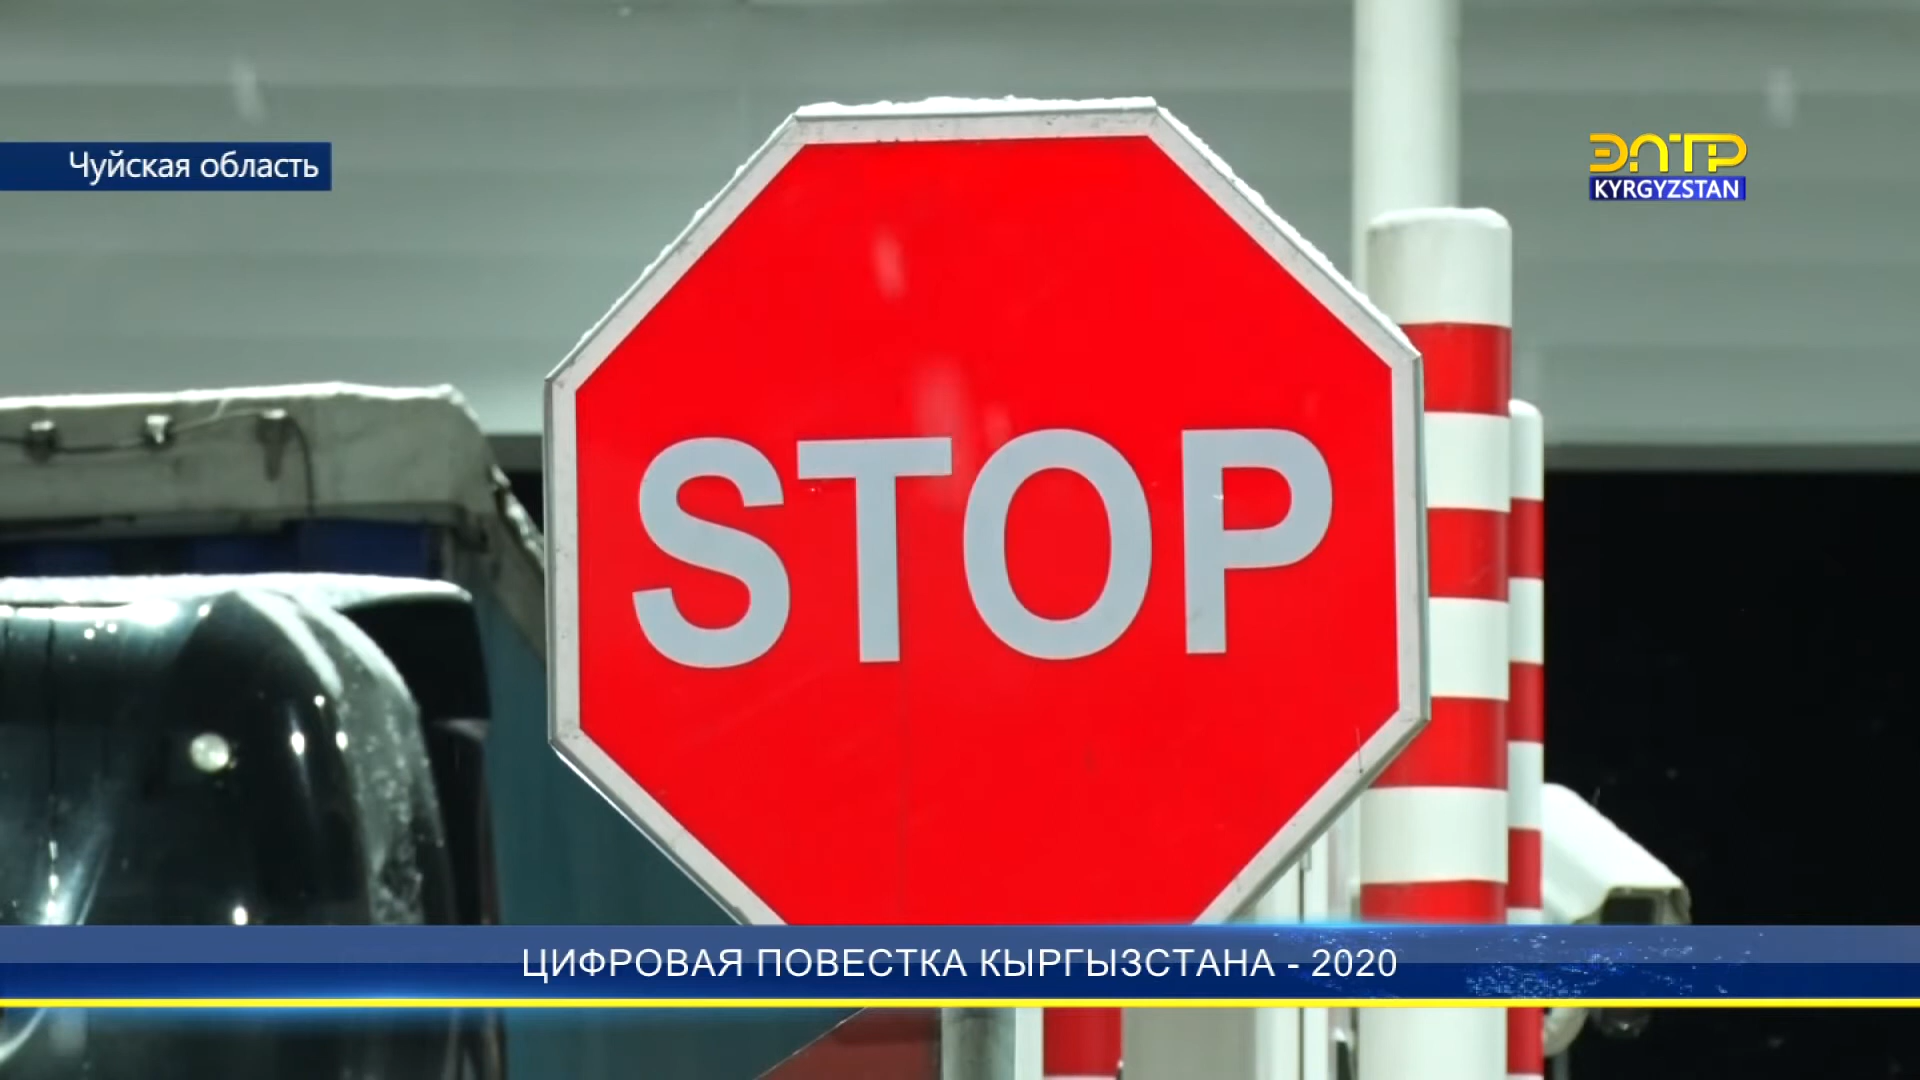 Чуйская область
ЭЛТР
KYRGYZSTAN
STOP
ЦИФРОВАЯ ПОВЕСТКА КЫРГЫЗСТАНА - 2020